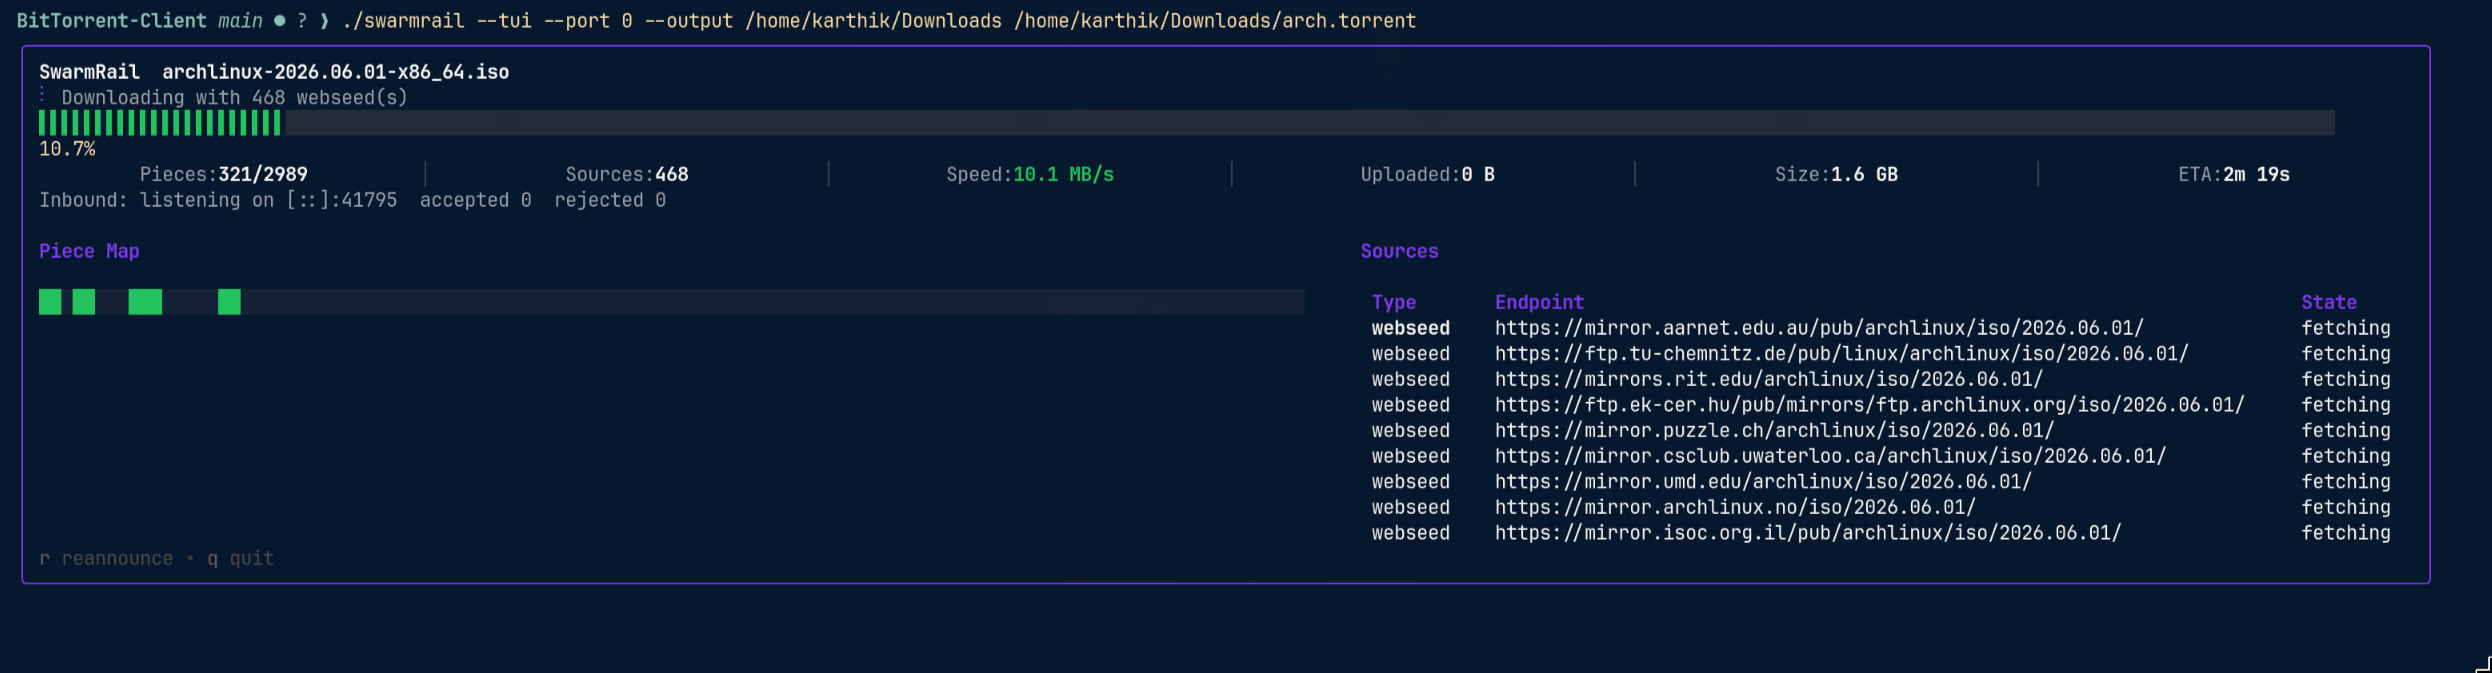 BitTorrent-Client main ● ? ❯ ./swarmrail --tui --port 0 --output /home/karthik/Downloads /home/karthik/Downloads/arch.torrent
SwarmRail  archlinux-2026.06.01-x86_64.iso
Downloading with 468 webseed(s)
10.7%
Pieces:321/2989 │ Sources:468 │ Speed:10.1 MB/s │ Uploaded:0 B │ Size:1.6 GB │ ETA:2m 19s
Inbound: listening on [::]:41795  accepted 0  rejected 0
Piece Map
Sources
Type Endpoint State
webseed https://mirror.aarnet.edu.au/pub/archlinux/iso/2026.06.01/ fetching
webseed https://ftp.tu-chemnitz.de/pub/linux/archlinux/iso/2026.06.01/ fetching
webseed https://mirrors.rit.edu/archlinux/iso/2026.06.01/ fetching
webseed https://ftp.ek-cer.hu/pub/mirrors/ftp.archlinux.org/iso/2026.06.01/ fetching
webseed https://mirror.puzzle.ch/archlinux/iso/2026.06.01/ fetching
webseed https://mirror.csclub.uwaterloo.ca/archlinux/iso/2026.06.01/ fetching
webseed https://mirror.umd.edu/archlinux/iso/2026.06.01/ fetching
webseed https://mirror.archlinux.no/iso/2026.06.01/ fetching
webseed https://mirror.isoc.org.il/pub/archlinux/iso/2026.06.01/ fetching
r reannounce • q quit